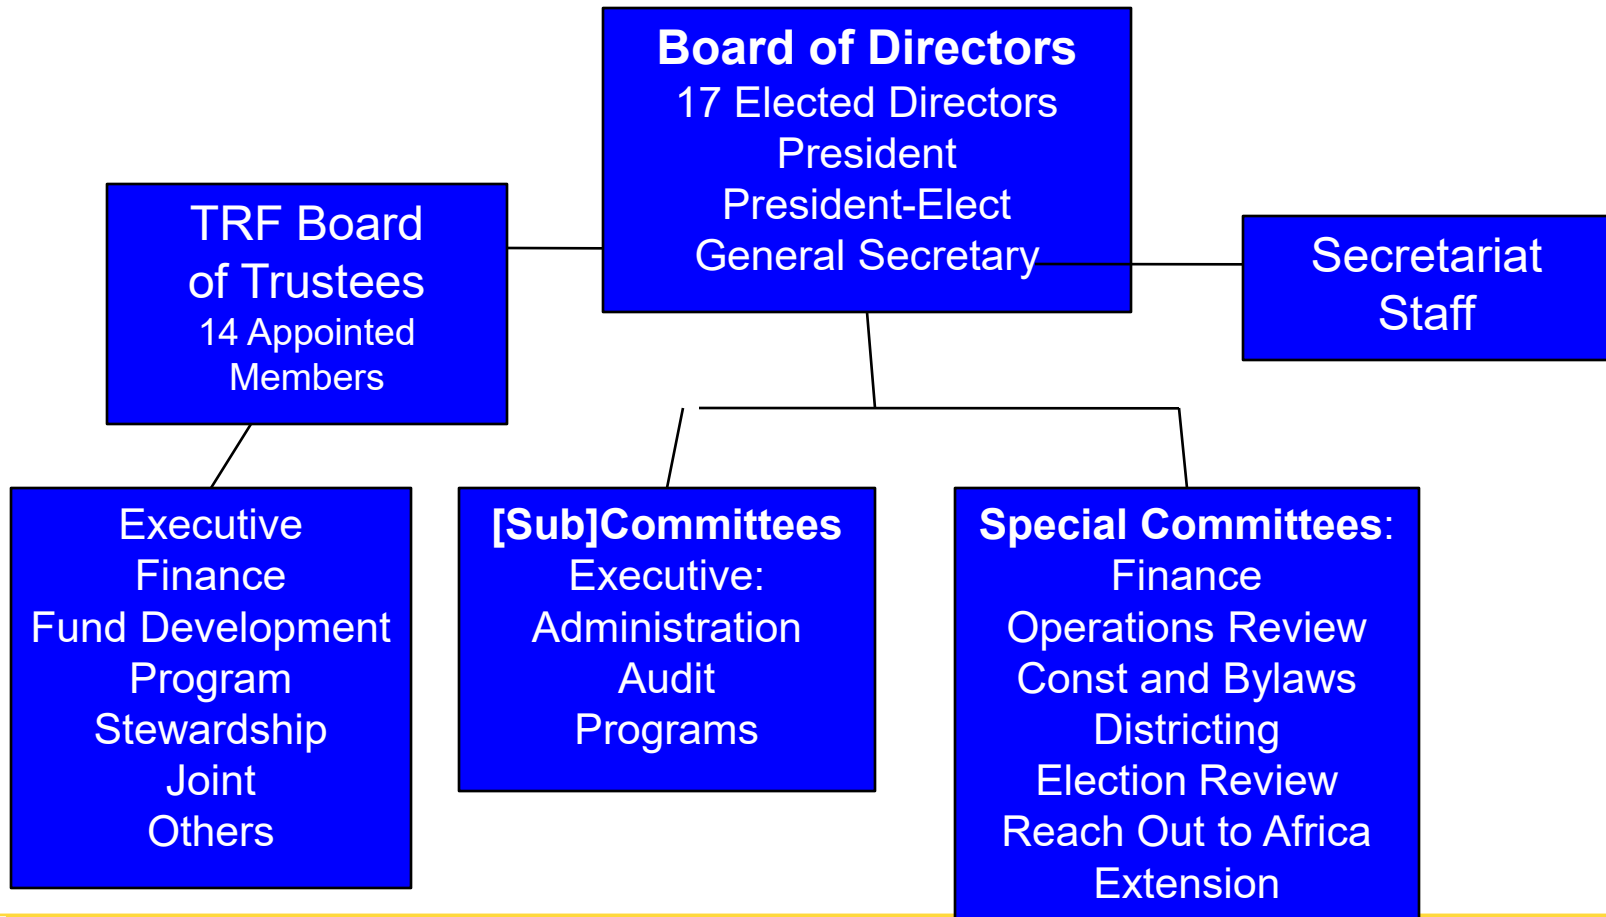 Board of Directors
17 Elected Directors
President
President-Elect
General Secretary
TRF Board
of Trustees
14 Appointed
Members
Secretariat
Staff
Executive
Finance
Fund Development
Program
Stewardship
Joint
Others
[Sub]Committees
Executive:
Administration
Audit
Programs
Special Committees:
Finance
Operations Review
Const and Bylaws
Districting
Election Review
Reach Out to Africa
Extension